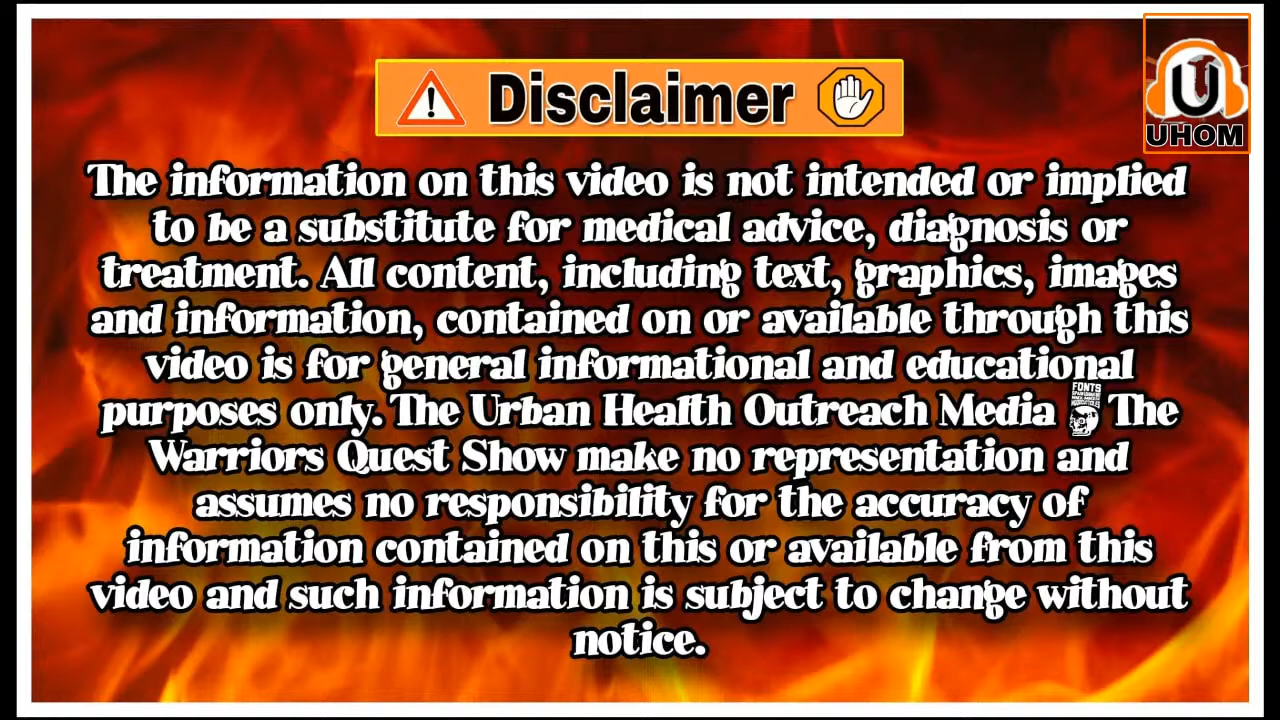 Disclaimer
UHOM
The information on this video is not intended or implied
to be a substitute for medical advice, diagnosis or
treatment. All content, including text, graphics, images
and information, contained on or available through this
video is for general informational and educational
purposes only. The Urban Health Outreach Media The
Warriors Quest Show make no representation and
assumes no responsibility for the accuracy of
information contained on this or available from this
video and such information is subject to change without
notice.